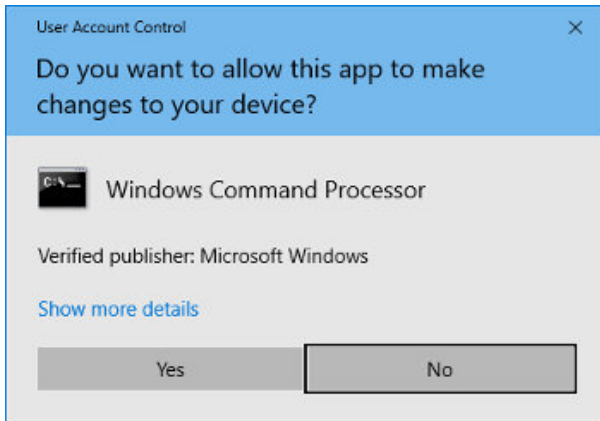 User Account Control
Do you want to allow this app to make
changes to your device?
C:\
Windows Command Processor
Verified publisher: Microsoft Windows
Show more details
Yes
No